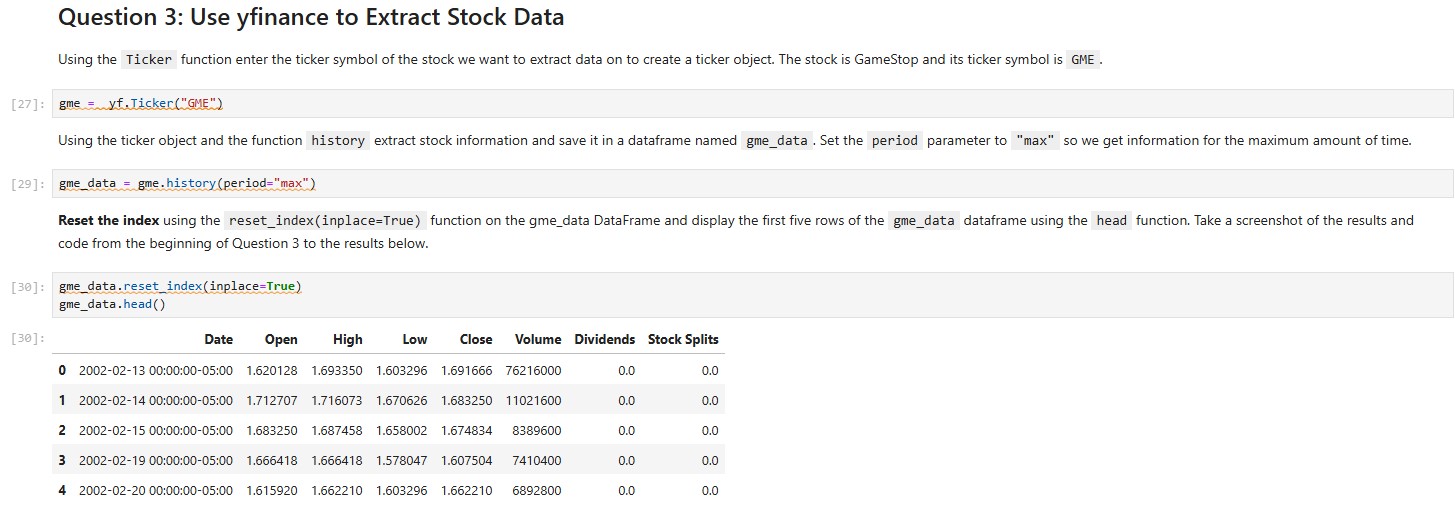 Question 3: Use yfinance to Extract Stock Data
Using the Ticker function enter the ticker symbol of the stock we want to extract data on to create a ticker object. The stock is GameStop and its ticker symbol is GME .
[27]: gme =  yf.Ticker("GME")
Using the ticker object and the function history extract stock information and save it in a dataframe named gme_data . Set the period parameter to "max" so we get information for the maximum amount of time.
[29]: gme_data = gme.history(period="max")
Reset the index using the reset_index(inplace=True) function on the gme_data DataFrame and display the first five rows of the gme_data dataframe using the head function. Take a screenshot of the results and
code from the beginning of Question 3 to the results below.
[30]: gme_data.reset_index(inplace=True)
gme_data.head()
[30]: Date Open High Low Close Volume Dividends Stock Splits
0 2002-02-13 00:00:00-05:00 1.620128 1.693350 1.603296 1.691666 76216000 0.0 0.0
1 2002-02-14 00:00:00-05:00 1.712707 1.716073 1.670626 1.683250 11021600 0.0 0.0
2 2002-02-15 00:00:00-05:00 1.683250 1.687458 1.658002 1.674834 8389600 0.0 0.0
3 2002-02-19 00:00:00-05:00 1.666418 1.666418 1.578047 1.607504 7410400 0.0 0.0
4 2002-02-20 00:00:00-05:00 1.615920 1.662210 1.603296 1.662210 6892800 0.0 0.0